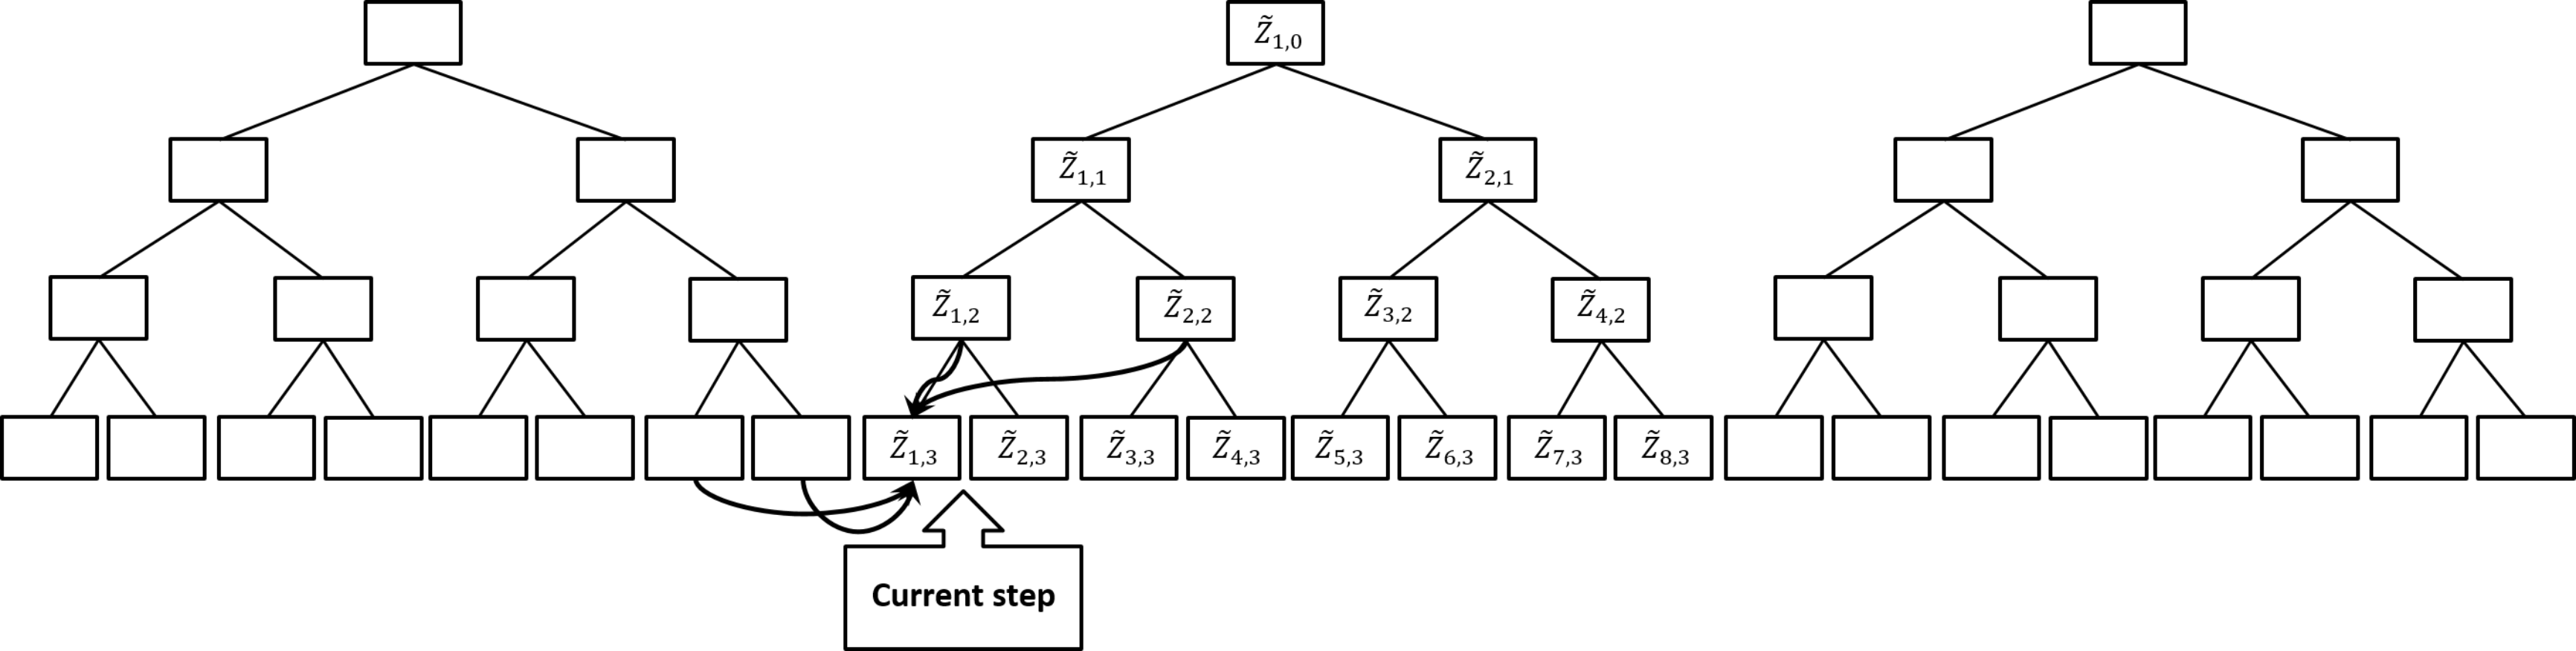 Z̃1,0
Z̃1,1 Z̃2,1
Z̃1,2 Z̃2,2 Z̃3,2 Z̃4,2
Z̃1,3 Z̃2,3 Z̃3,3 Z̃4,3 Z̃5,3 Z̃6,3 Z̃7,3 Z̃8,3
Current step